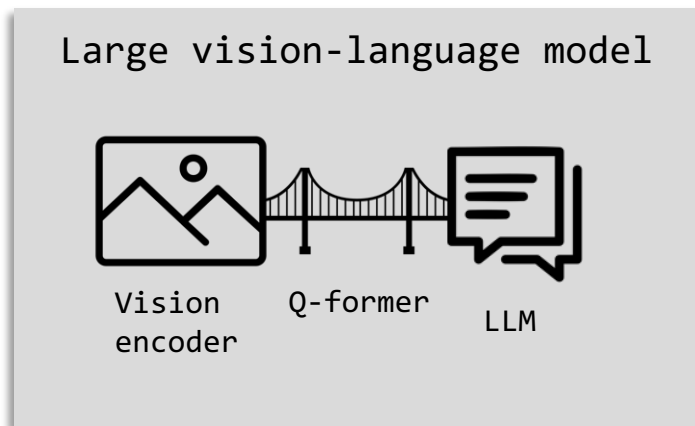 Large vision-language model
Vision
encoder
Q-former
LLM